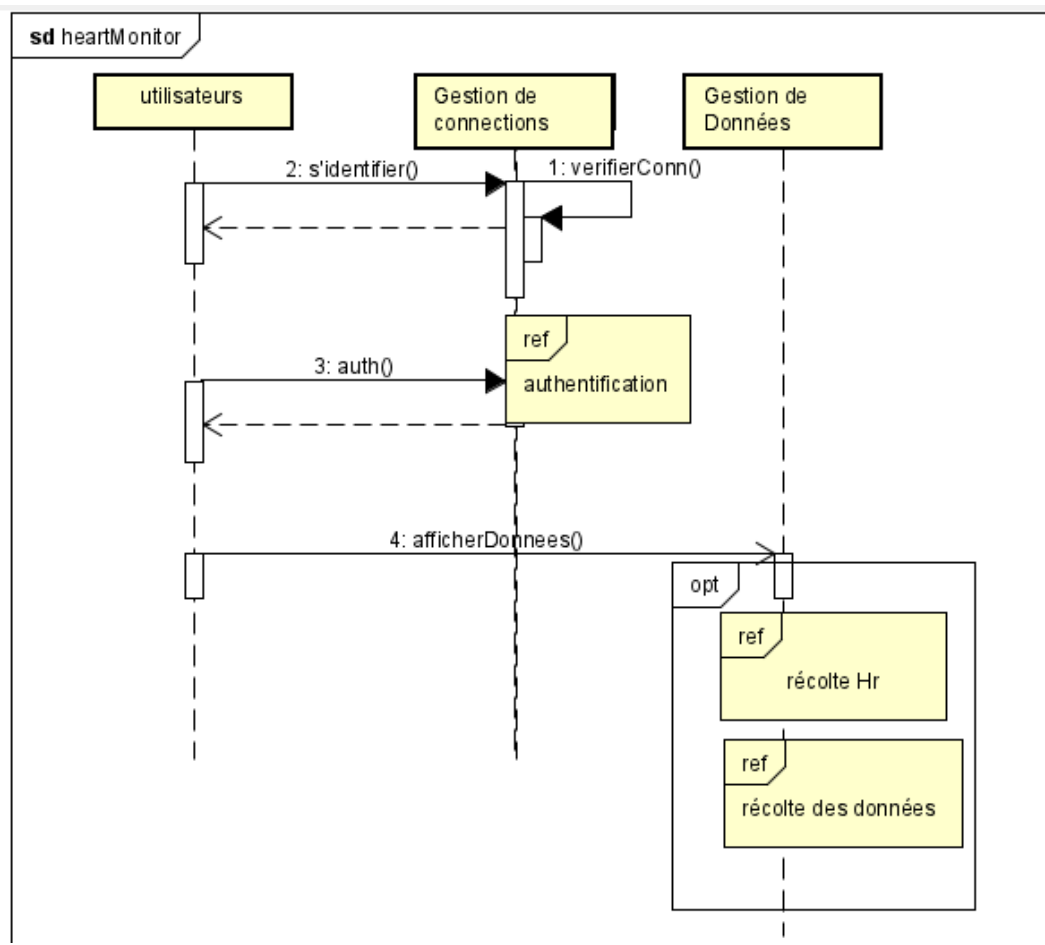 sd heartMonitor
utilisateurs
Gestion de
connections
Gestion de
Données
2: s'identifier()
1: verifierConn()
ref
authentification
3: auth()
4: afficherDonnees()
opt
ref
récolte Hr
ref
récolte des données